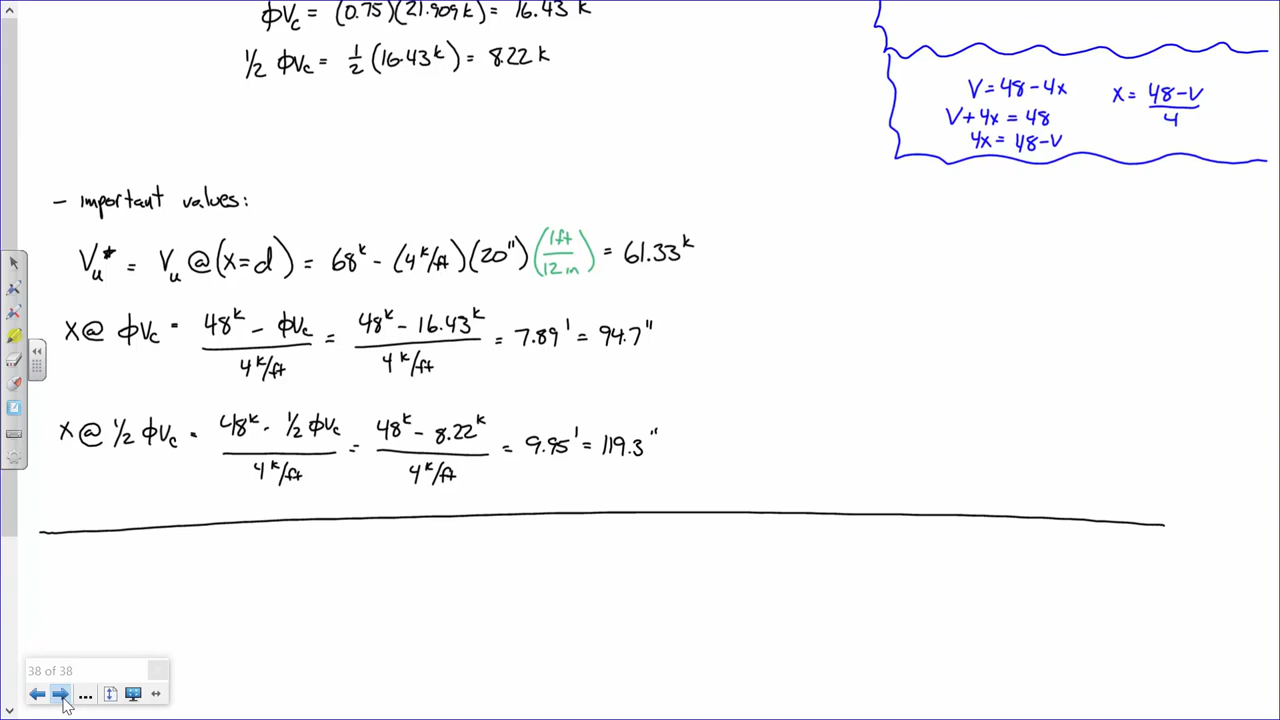 ϕVc = (0.75)(21.909 k) = 16.43 k
1/2 ϕVc = 1/2 (16.43ᵏ) = 8.22 k
V = 48 - 4x
V + 4x = 48
4x = 48 - V
x = 48 - V / 4
- important values:
Vu* = Vu @ (x = d) = 68ᵏ - (4ᵏ/ft)(20") (1ft / 12 in) = 61.33ᵏ
x @ ϕVc = 48ᵏ - ϕVc / 4ᵏ/ft = 48ᵏ - 16.43ᵏ / 4ᵏ/ft = 7.89' = 94.7"
x @ 1/2 ϕVc = 48ᵏ - 1/2 ϕVc / 4ᵏ/ft = 48ᵏ - 8.22ᵏ / 4ᵏ/ft = 9.95' = 119.3"
38 of 38